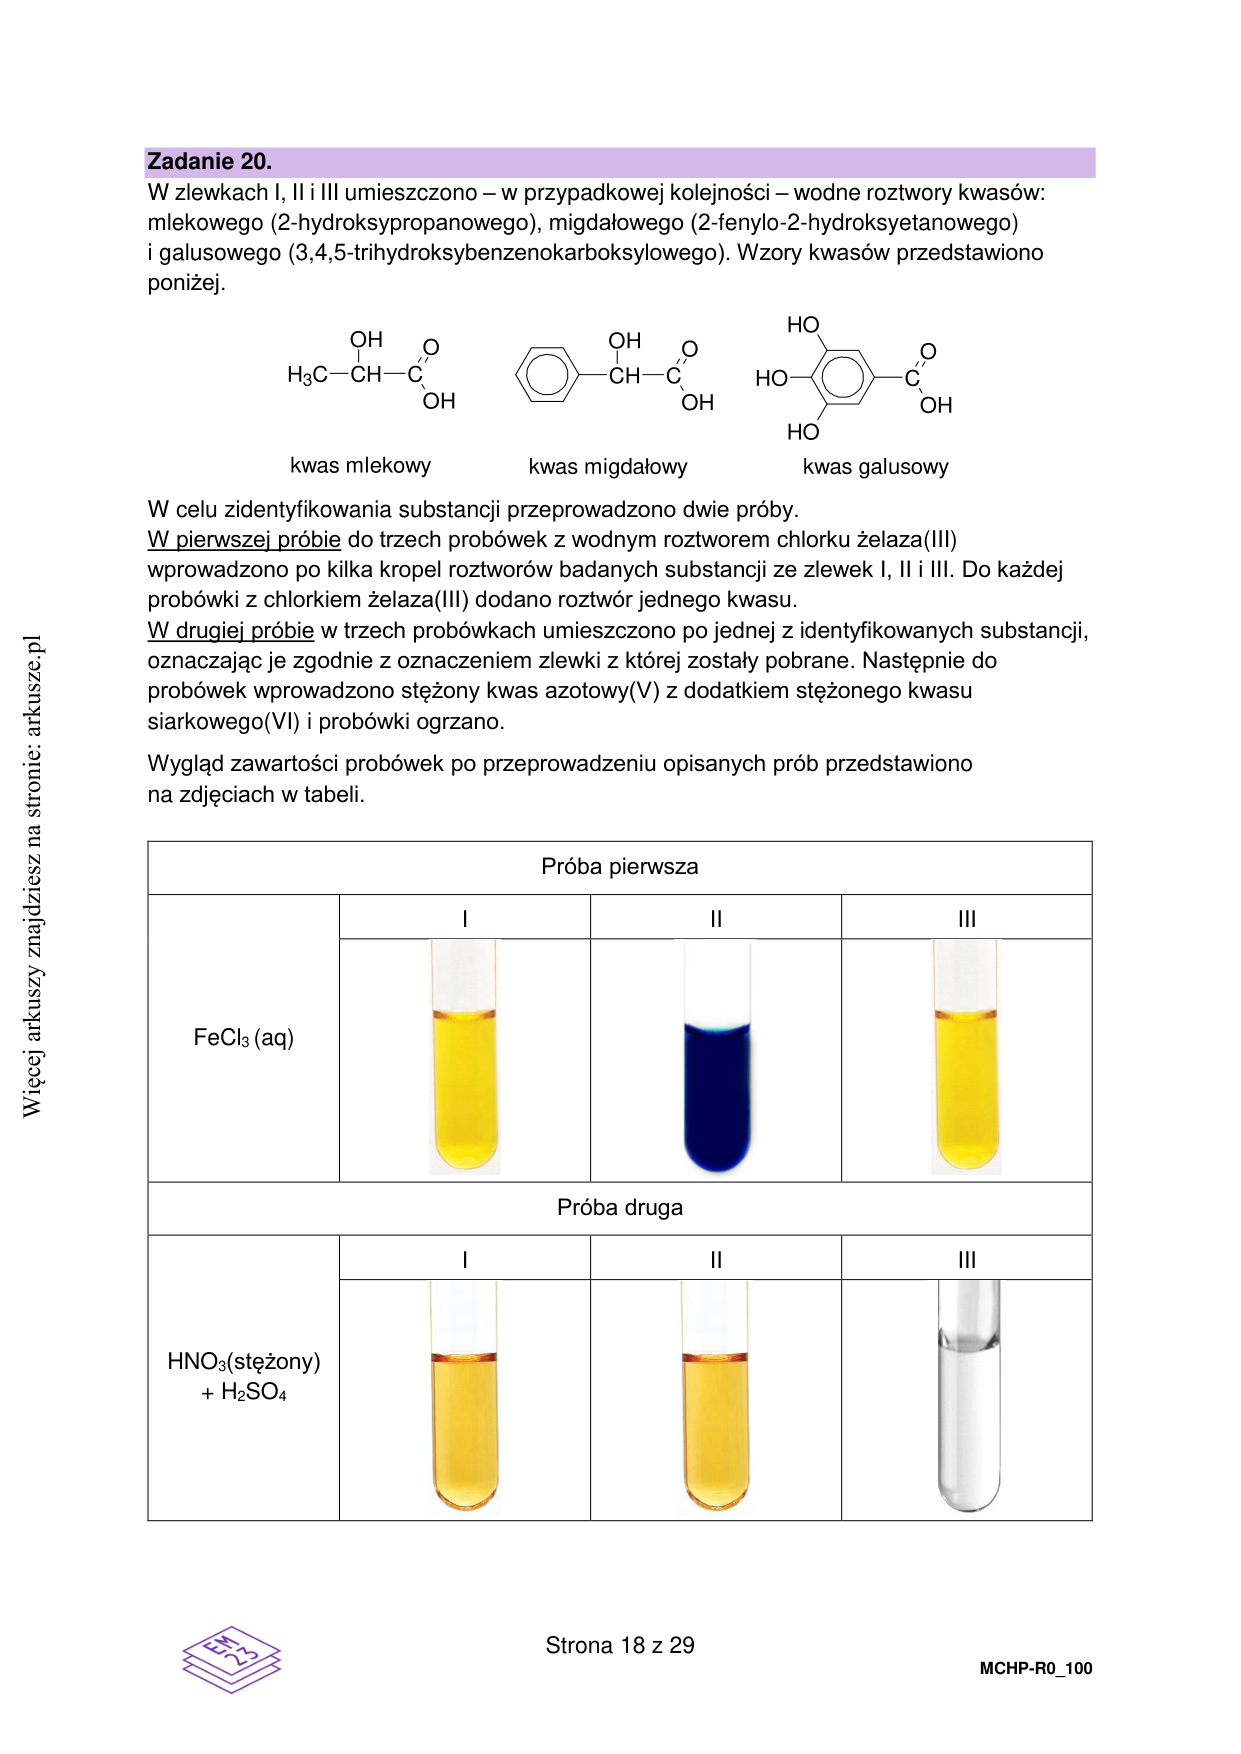 Zadanie 20.
W zlewkach I, II i III umieszczono – w przypadkowej kolejności – wodne roztwory kwasów:
mlekowego (2-hydroksypropanowego), migdałowego (2-fenylo-2-hydroksyetanowego)
i galusowego (3,4,5-trihydroksybenzenokarboksylowego). Wzory kwasów przedstawiono
poniżej.
OH
O
H₃C CH C
OH
OH
O
CH C
OH
HO
O
HO
C
OH
HO
kwas mlekowy
kwas migdałowy
kwas galusowy
W celu zidentyfikowania substancji przeprowadzono dwie próby.
W pierwszej próbie do trzech probówek z wodnym roztworem chlorku żelaza(III)
wprowadzono po kilka kropel roztworów badanych substancji ze zlewek I, II i III. Do każdej
probówki z chlorkiem żelaza(III) dodano roztwór jednego kwasu.
W drugiej próbie w trzech probówkach umieszczono po jednej z identyfikowanych substancji,
oznaczając je zgodnie z oznaczeniem zlewki z której zostały pobrane. Następnie do
probówek wprowadzono stężony kwas azotowy(V) z dodatkiem stężonego kwasu
siarkowego(VI) i probówki ogrzano.
Wygląd zawartości probówek po przeprowadzeniu opisanych prób przedstawiono
na zdjęciach w tabeli.
Próba pierwsza
I
II
III
FeCl₃ (aq)
Próba druga
I
II
III
HNO₃(stężony)
+ H₂SO₄
EM
23
Strona 18 z 29
MCHP-R0_100
Więcej arkuszy znajdziesz na stronie: arkusze.pl